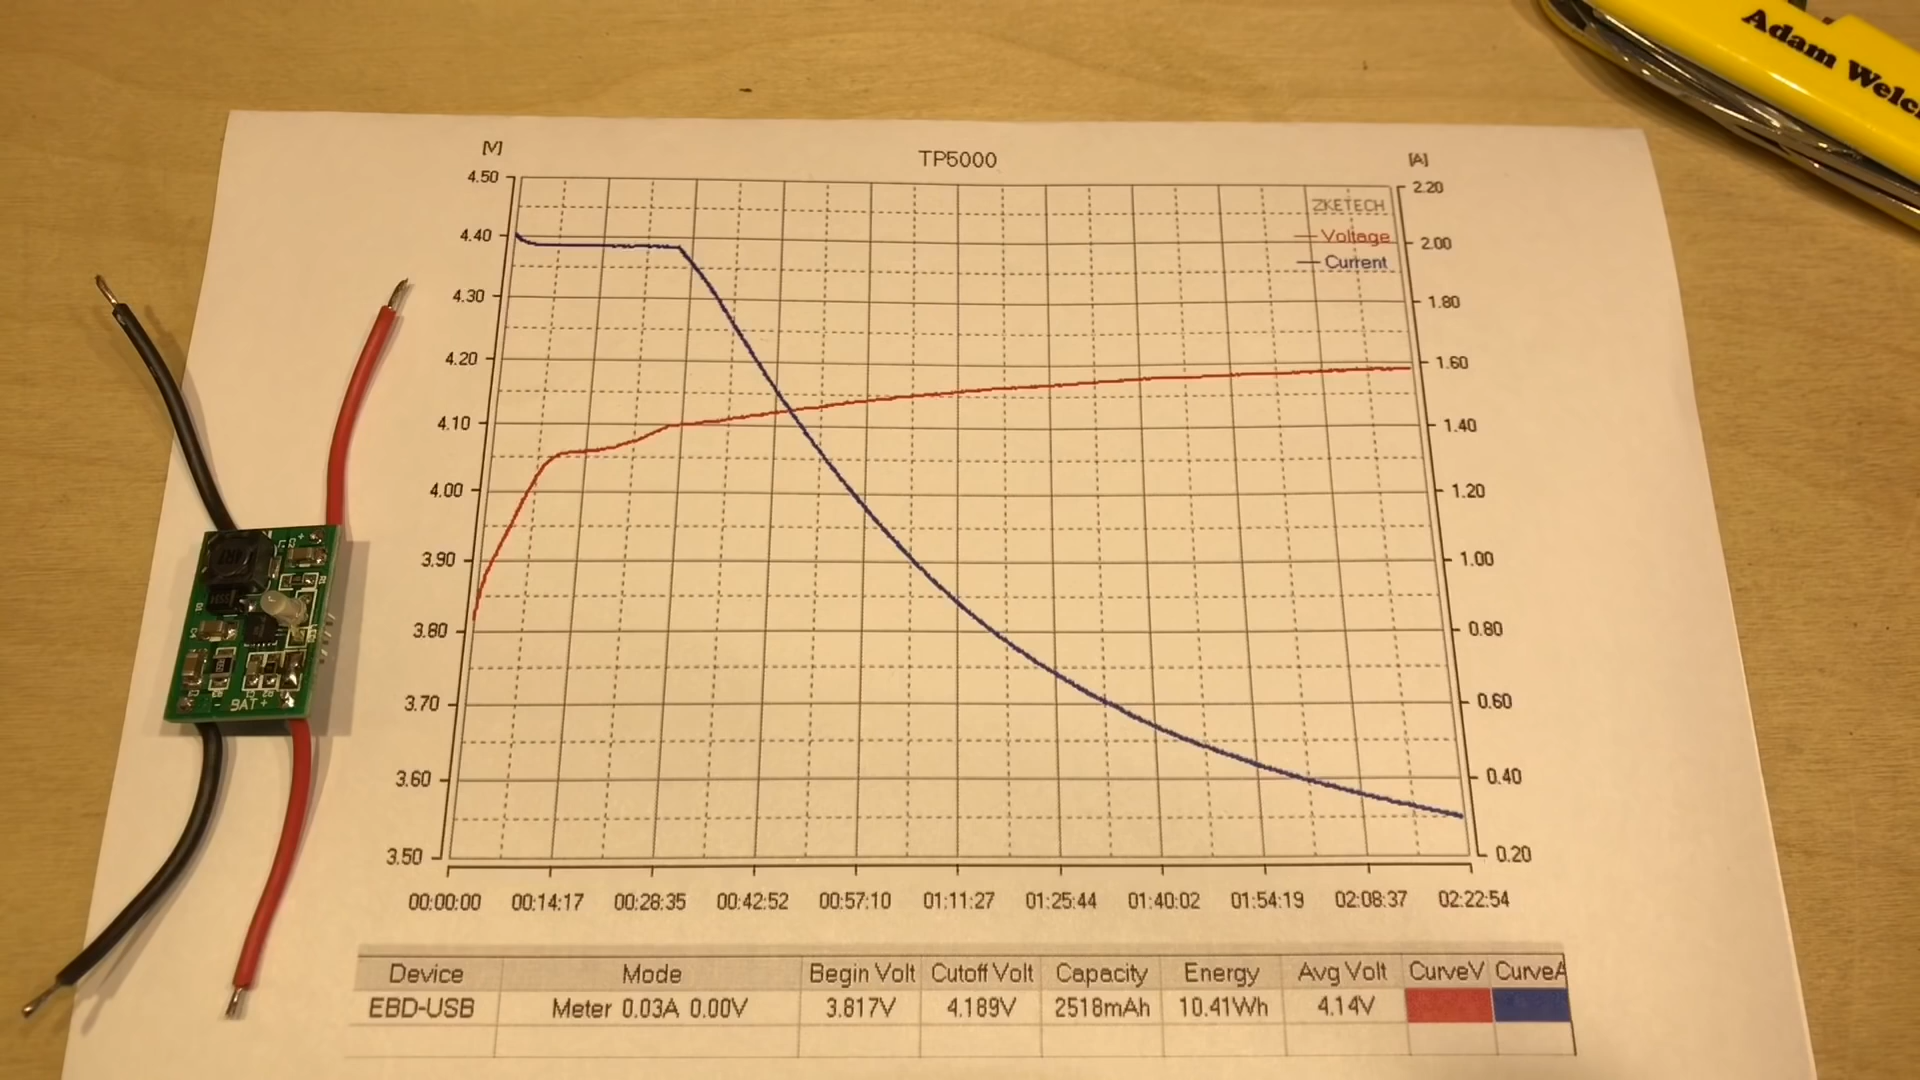 Adam Welc
TP5000
[V]
[A]
4.50
4.40
4.30
4.20
4.10
4.00
3.90
3.80
3.70
3.60
3.50
2.20
2.00
1.80
1.60
1.40
1.20
1.00
0.80
0.60
0.40
0.20
ZKETECH
Voltage
Current
00:00:00 00:14:17 00:28:35 00:42:52 00:57:10 01:11:27 01:25:44 01:40:02 01:54:19 02:08:37 02:22:54
- BAT +
Device Mode Begin Volt Cutoff Volt Capacity Energy Avg Volt CurveV CurveA
EBD-USB Meter 0.03A 0.00V 3.817V 4.189V 2518mAh 10.41Wh 4.14V